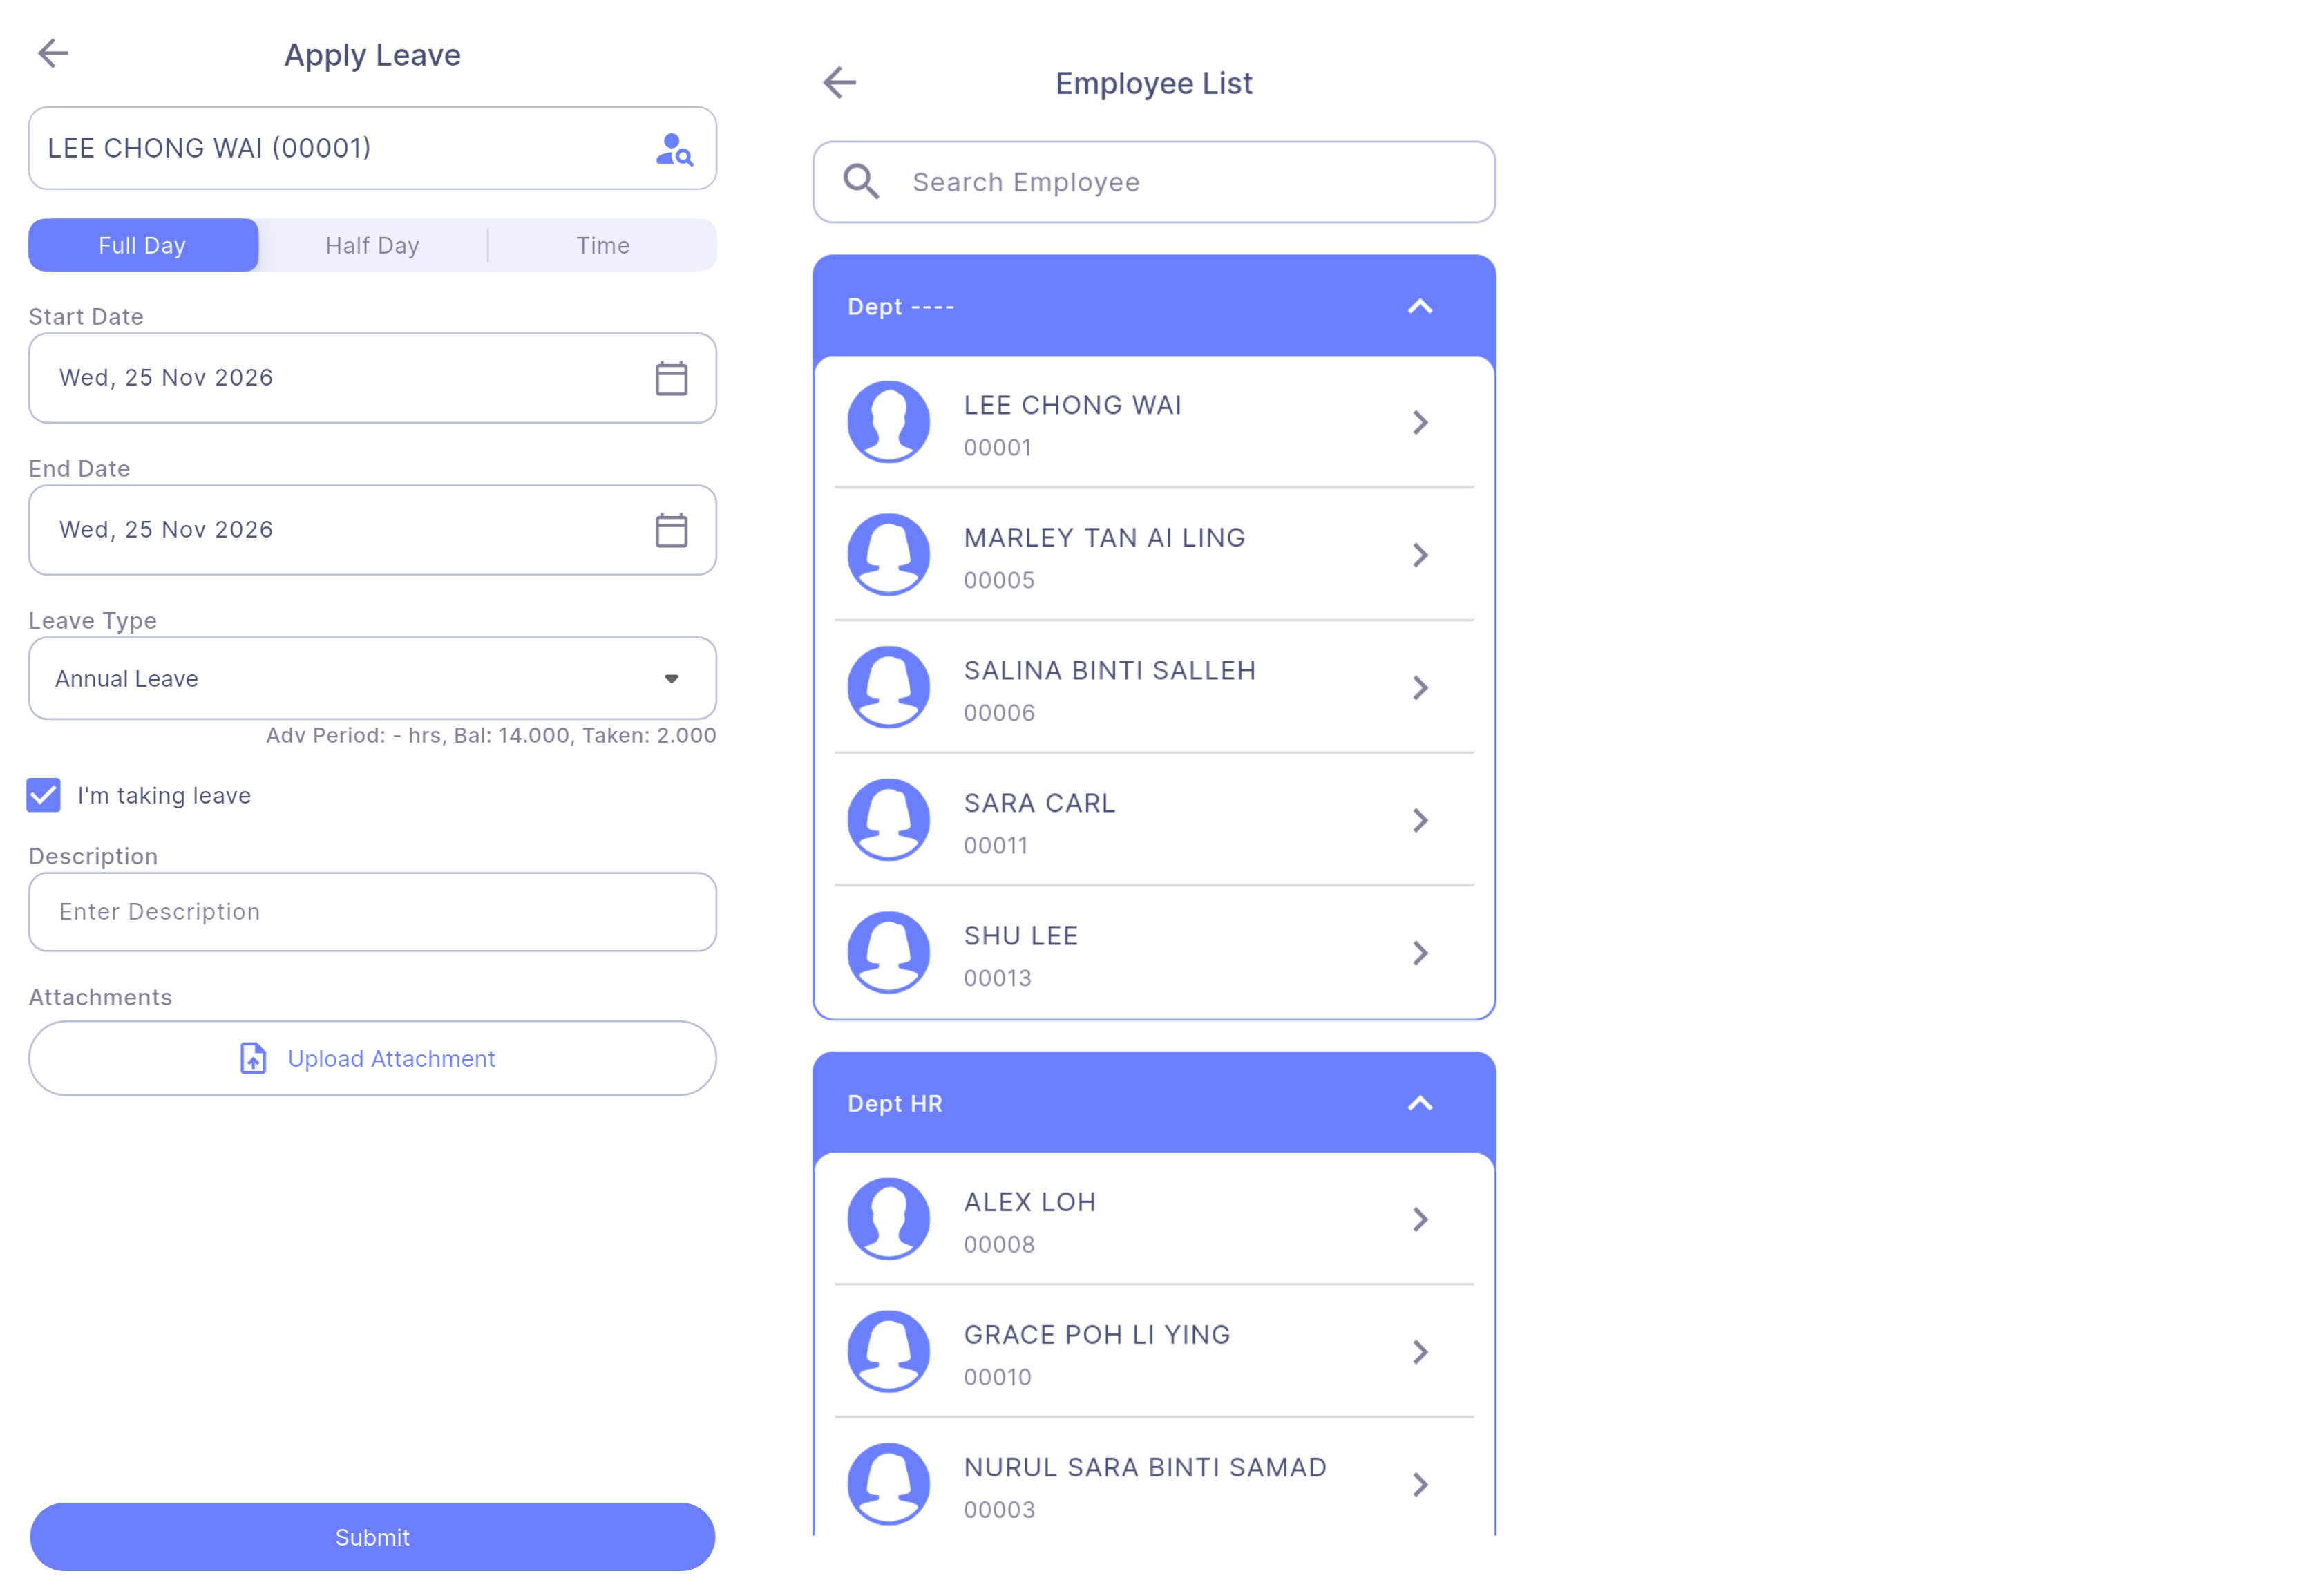 Apply Leave
LEE CHONG WAI (00001)
Full Day
Half Day
Time
Start Date
Wed, 25 Nov 2026
End Date
Wed, 25 Nov 2026
Leave Type
Annual Leave
Adv Period: - hrs, Bal: 14.000, Taken: 2.000
I'm taking leave
Description
Enter Description
Attachments
Upload Attachment
Submit
Employee List
Search Employee
Dept ----
LEE CHONG WAI
00001
MARLEY TAN AI LING
00005
SALINA BINTI SALLEH
00006
SARA CARL
00011
SHU LEE
00013
Dept HR
ALEX LOH
00008
GRACE POH LI YING
00010
NURUL SARA BINTI SAMAD
00003